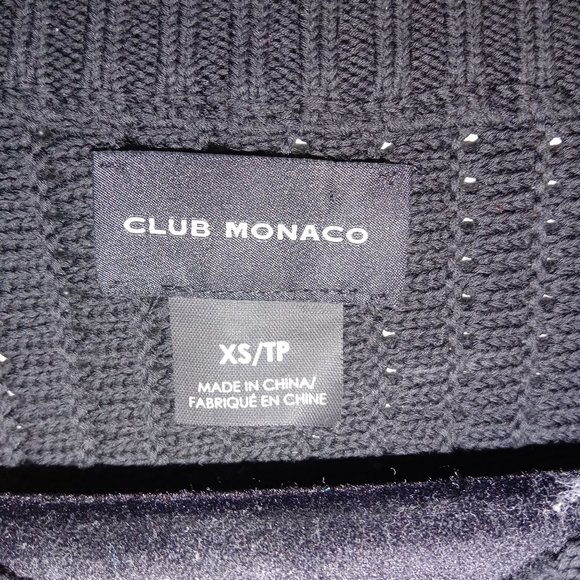 CLUB MONACO
XS/TP
MADE IN CHINA/
FABRIQUÉ EN CHINE